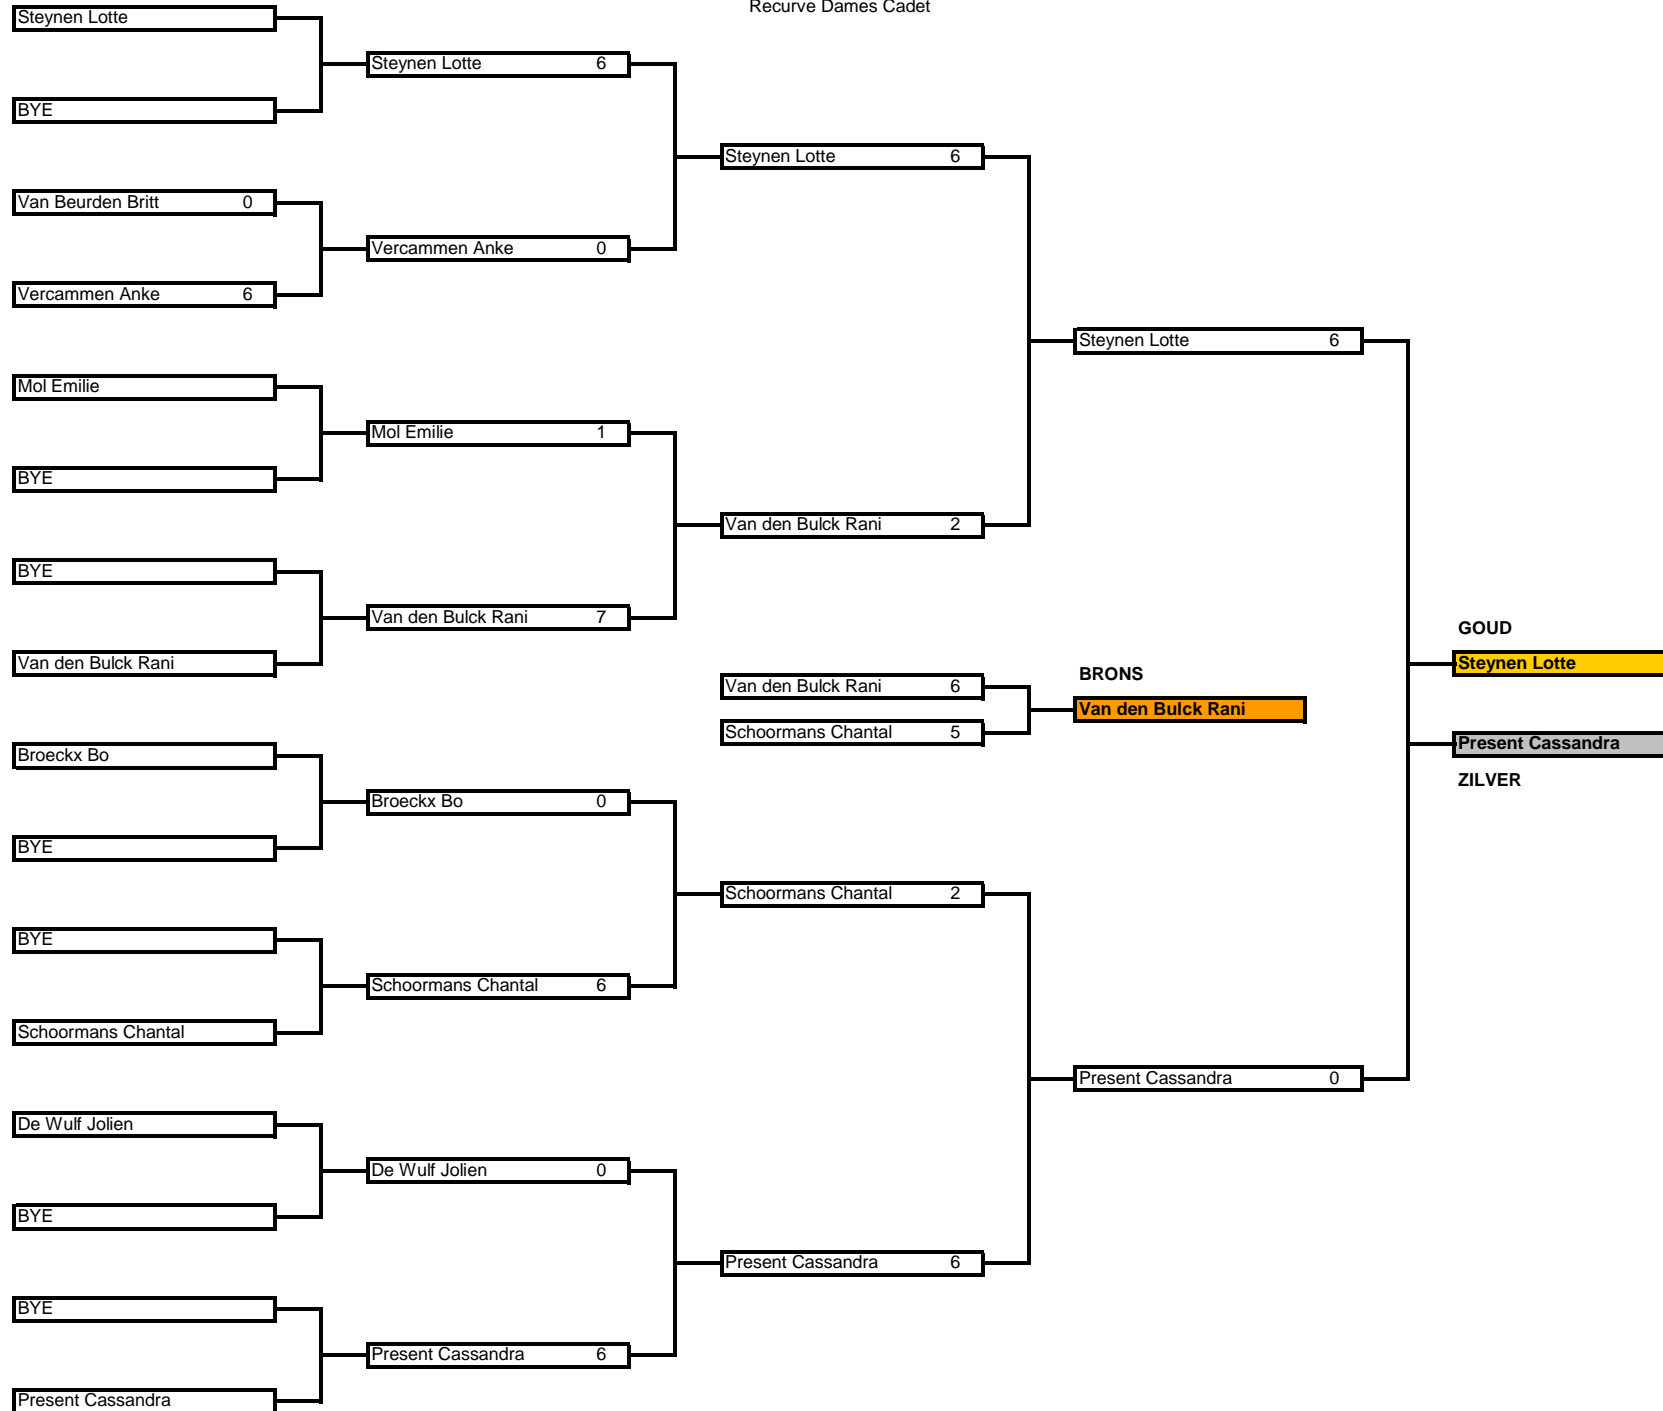 Recurve Dames Cadet
Steynen Lotte
Steynen Lotte 6
BYE
Steynen Lotte 6
Van Beurden Britt 0
Vercammen Anke 0
Vercammen Anke 6
Steynen Lotte 6
Mol Emilie
Mol Emilie 1
BYE
Van den Bulck Rani 2
BYE
Van den Bulck Rani 7
GOUD
Van den Bulck Rani
Steynen Lotte
BRONS
Van den Bulck Rani 6
Van den Bulck Rani
Schoormans Chantal 5
Present Cassandra
Broeckx Bo
ZILVER
Broeckx Bo 0
BYE
Schoormans Chantal 2
BYE
Schoormans Chantal 6
Schoormans Chantal
Present Cassandra 0
De Wulf Jolien
De Wulf Jolien 0
BYE
Present Cassandra 6
BYE
Present Cassandra 6
Present Cassandra